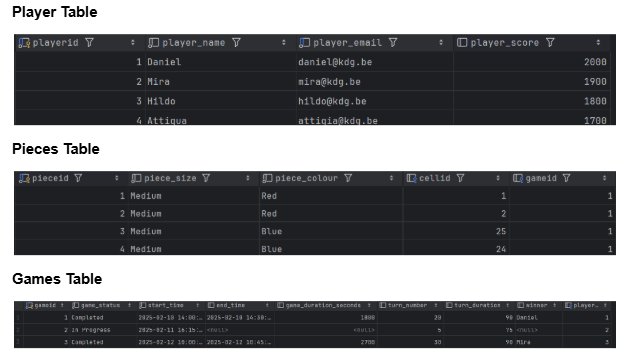 Player Table
playerid player_name player_email player_score
1 Daniel daniel@kdg.be 2000
2 Mira mira@kdg.be 1900
3 Hildo hildo@kdg.be 1800
4 Attiqua attiqia@kdg.be 1700
Pieces Table
pieceid piece_size piece_colour cellid gameid
1 Medium Red 1 1
2 Medium Red 2 1
3 Medium Blue 25 1
4 Medium Blue 24 1
Games Table
gameid game_status start_time end_time game_duration_seconds turn_number turn_duration winner player…
1 1 Completed 2025-02-10 14:00:… 2025-02-10 14:30:… 1800 20 90 Daniel 1
2 2 In Progress 2025-02-11 16:15:… <null> <null> 5 75 <null> 2
3 3 Completed 2025-02-12 10:00:… 2025-02-12 10:45:… 2700 30 90 Mira 3